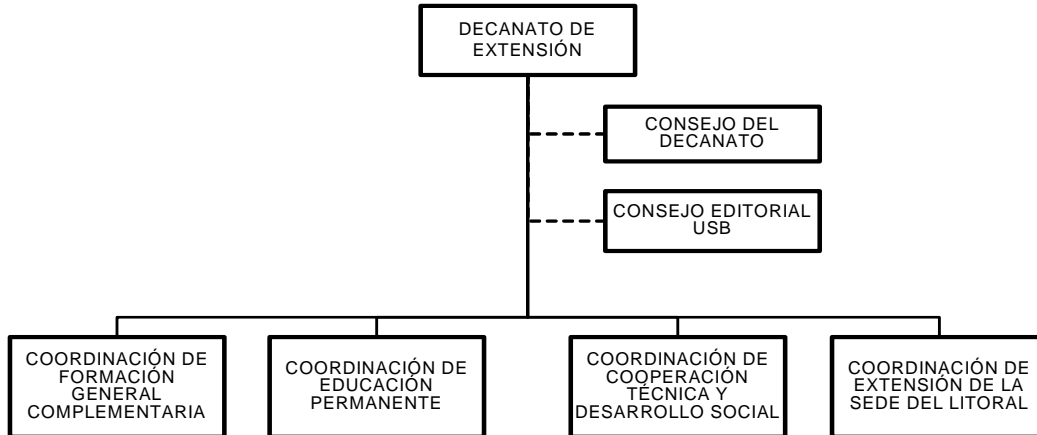 DECANATO DE
EXTENSIÓN
CONSEJO DEL
DECANATO
CONSEJO EDITORIAL
USB
COORDINACIÓN DE
FORMACIÓN
GENERAL
COMPLEMENTARIA
COORDINACIÓN DE
EDUCACIÓN
PERMANENTE
COORDINACIÓN DE
COOPERACIÓN
TÉCNICA Y
DESARROLLO SOCIAL
COORDINACIÓN DE
EXTENSIÓN DE LA
SEDE DEL LITORAL